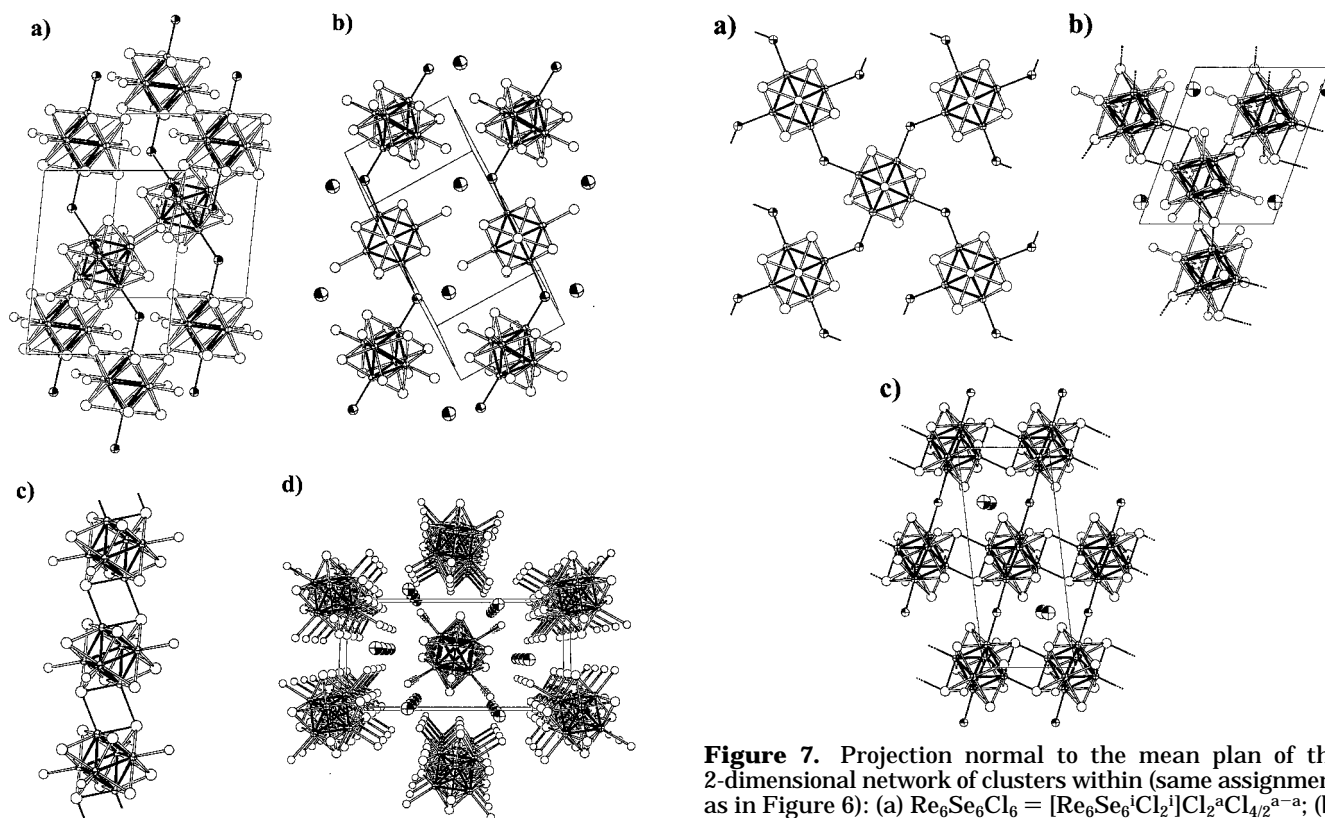 a)
b)
c)
d)
a)
b)
c)
Figure 7. Projection normal to the mean plan of th
2-dimensional network of clusters within (same assignmen
as in Figure 6): (a) Re₆Se₆Cl₆ = [Re₆Se₆ⁱCl₂ⁱ]Cl₂ᵃCl₄/₂ᵃ⁻ᵃ; (b